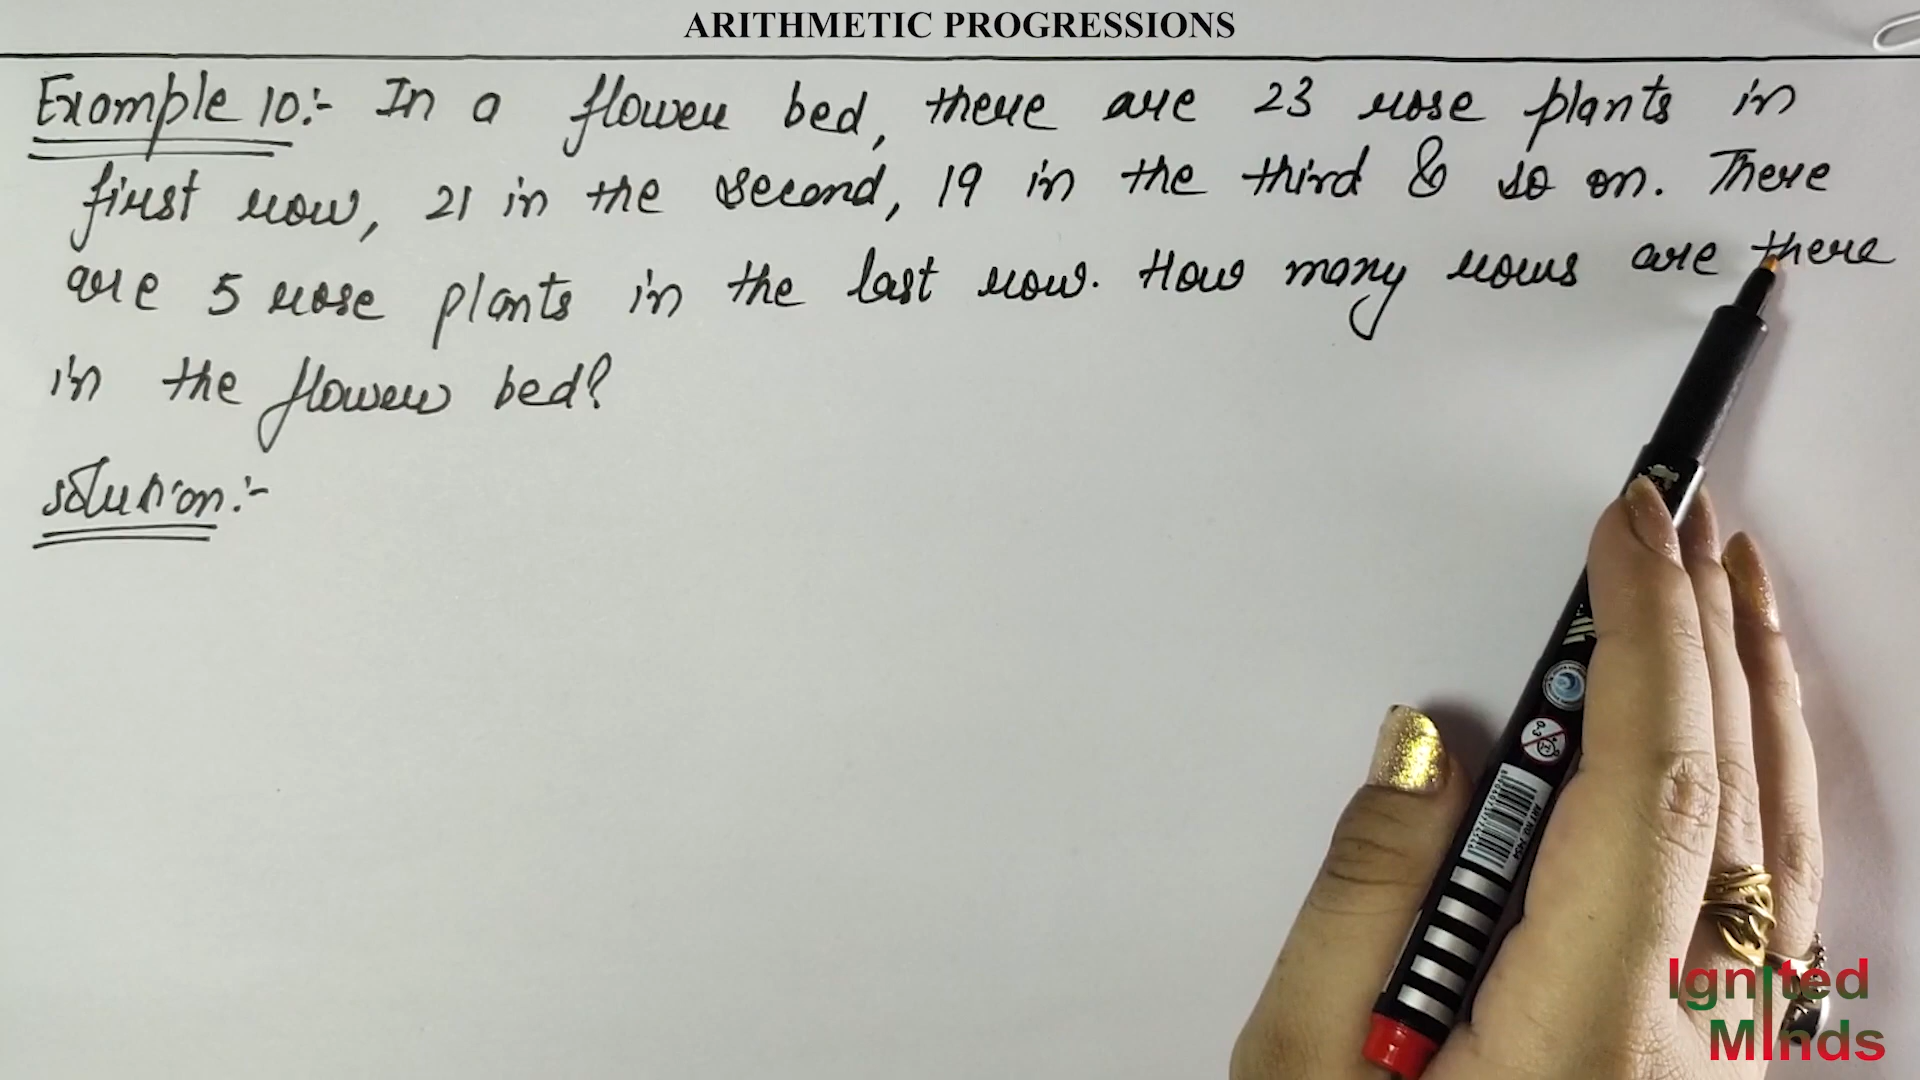 ARITHMETIC PROGRESSIONS
Example 10:- In a flower bed, there are 23 rose plants in
first row, 21 in the second, 19 in the third & so on. There
are 5 rose plants in the last row. How many rows are there
in the flower bed?
Solution:-
Ignited
Minds